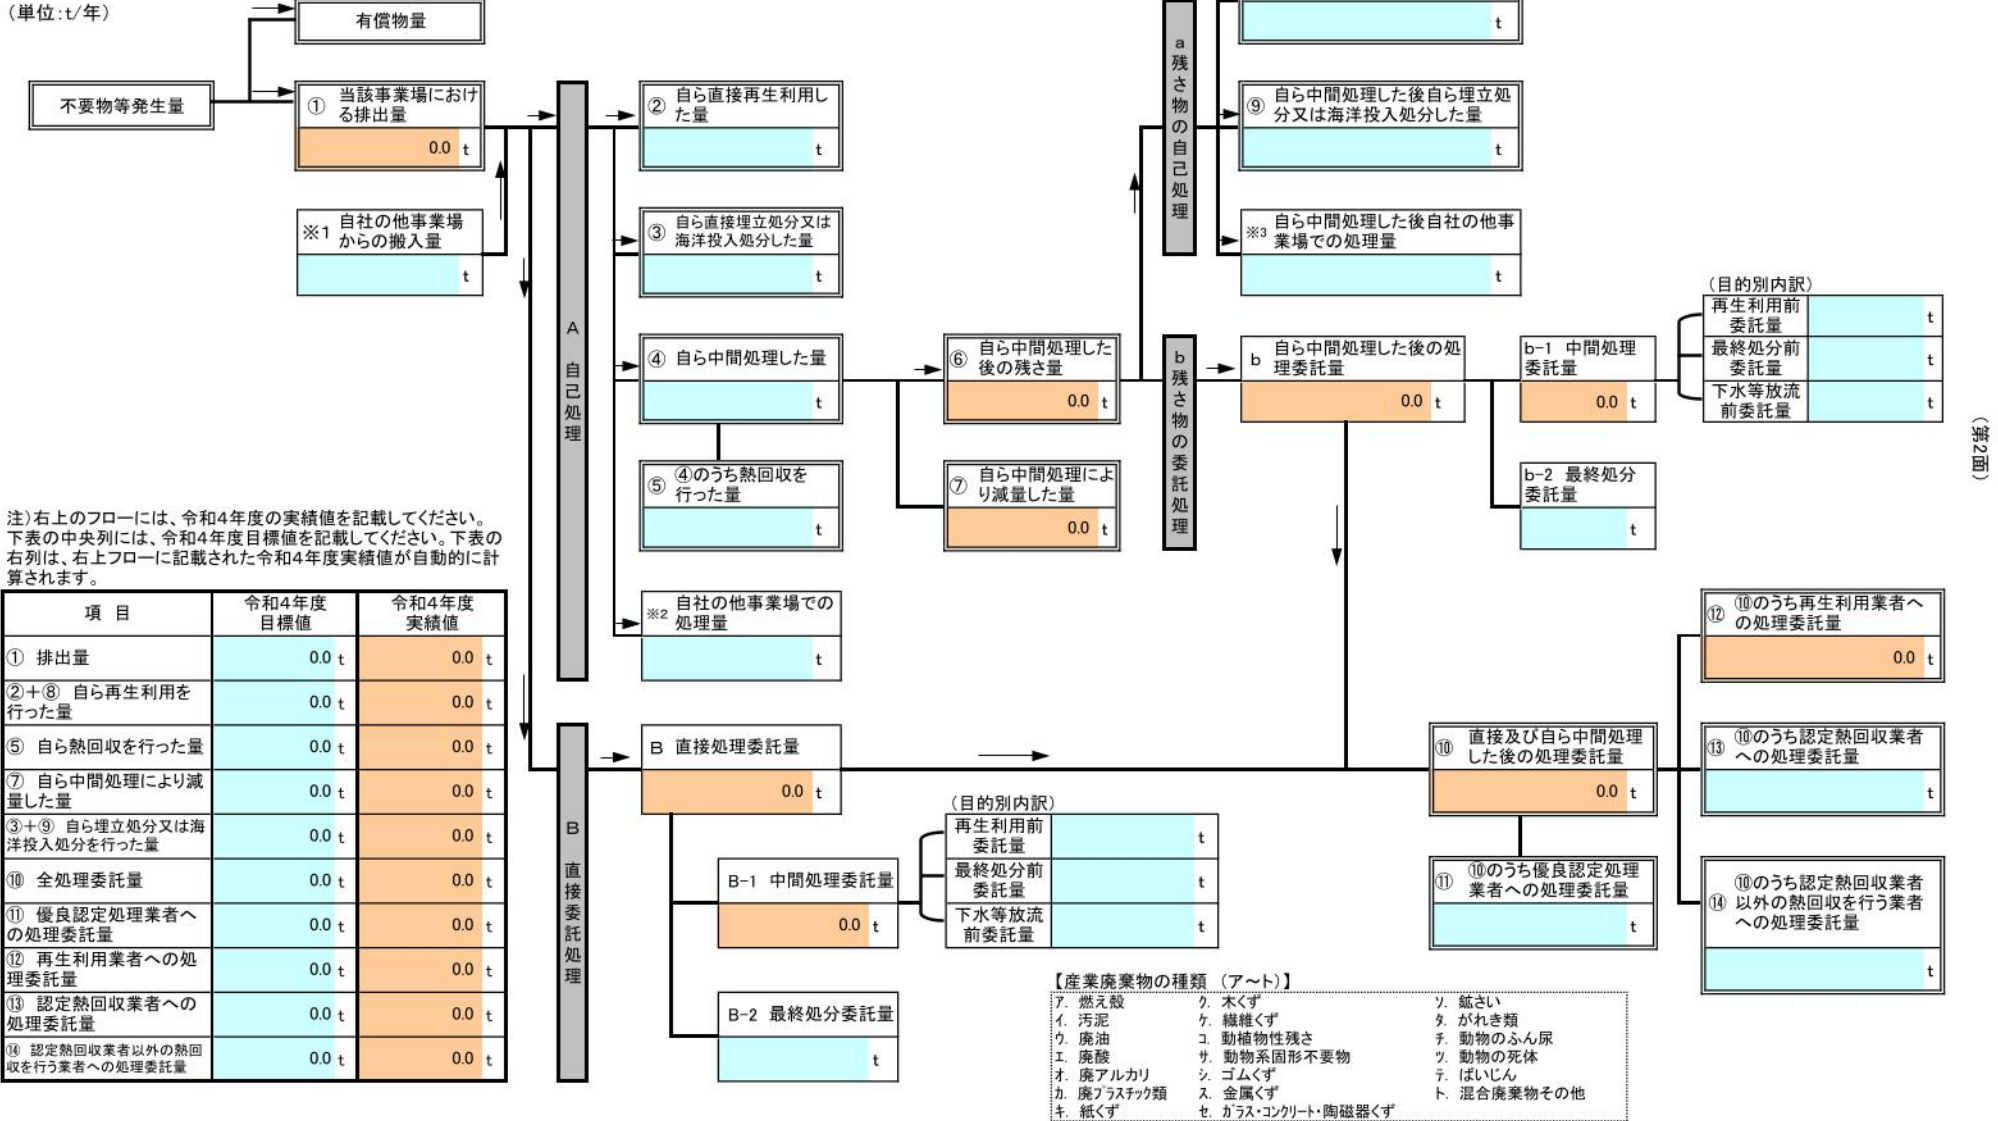 (単位:t/年)
有償物量
不要物等発生量
① 当該事業場におけ
る排出量
0.0 t
※1 自社の他事業場
からの搬入量
t
A 自己処理
② 自ら直接再生利用し
た量
t
③ 自ら直接埋立処分又は
海洋投入処分した量
t
④ 自ら中間処理した量
t
⑤ ④のうち熱回収を
行った量
t
※2 自社の他事業場での
処理量
t
⑥ 自ら中間処理した
後の残さ量
0.0 t
⑦ 自ら中間処理によ
り減量した量
0.0 t
a残さ物の自己処理
t
⑨ 自ら中間処理した後自ら埋立処
分又は海洋投入処分した量
t
※3 自ら中間処理した後自社の他事
業場での処理量
t
b残さ物の委託処理
b 自ら中間処理した後の処
理委託量
0.0 t
b-1 中間処理
委託量
0.0 t
(目的別内訳)
再生利用前
委託量
t
最終処分前
委託量
t
下水等放流
前委託量
t
b-2 最終処分
委託量
t
(第2面)
注)右上のフローには、令和4年度の実績値を記載してください。
下表の中央列には、令和4年度目標値を記載してください。下表の
右列は、右上フローに記載された令和4年度実績値が自動的に計
算されます。
項 目 令和4年度 目標値 令和4年度 実績値
① 排出量 0.0 t 0.0 t
②+⑧ 自ら再生利用を
行った量 0.0 t 0.0 t
⑤ 自ら熱回収を行った量 0.0 t 0.0 t
⑦ 自ら中間処理により減
量した量 0.0 t 0.0 t
③+⑨ 自ら埋立処分又は海
洋投入処分を行った量 0.0 t 0.0 t
⑩ 全処理委託量 0.0 t 0.0 t
⑪ 優良認定処理業者へ
の処理委託量 0.0 t 0.0 t
⑫ 再生利用業者への処
理委託量 0.0 t 0.0 t
⑬ 認定熱回収業者への
処理委託量 0.0 t 0.0 t
⑭ 認定熱回収業者以外の熱回
収を行う業者への処理委託量 0.0 t 0.0 t
B 直接委託処理
B 直接処理委託量
0.0 t
B-1 中間処理委託量
0.0 t
(目的別内訳)
再生利用前
委託量
t
最終処分前
委託量
t
下水等放流
前委託量
t
B-2 最終処分委託量
t
⑩ 直接及び自ら中間処理
した後の処理委託量
0.0 t
⑪ ⑩のうち優良認定処理
業者への処理委託量
t
⑫ ⑩のうち再生利用業者へ
の処理委託量
0.0 t
⑬ ⑩のうち認定熱回収業者
への処理委託量
t
⑭ ⑩のうち認定熱回収業者
以外の熱回収を行う業者
への処理委託量
t
【産業廃棄物の種類 (ア~ト)】
ア. 燃え殻 ク. 木くず ソ. 鉱さい
イ. 汚泥 ケ. 繊維くず タ. がれき類
ウ. 廃油 コ. 動植物性残さ チ. 動物のふん尿
エ. 廃酸 サ. 動物系固形不要物 ツ. 動物の死体
オ. 廃アルカリ シ. ゴムくず テ. ばいじん
カ. 廃プラスチック類 ス. 金属くず ト. 混合廃棄物その他
キ. 紙くず セ. ガラス・コンクリート・陶磁器くず